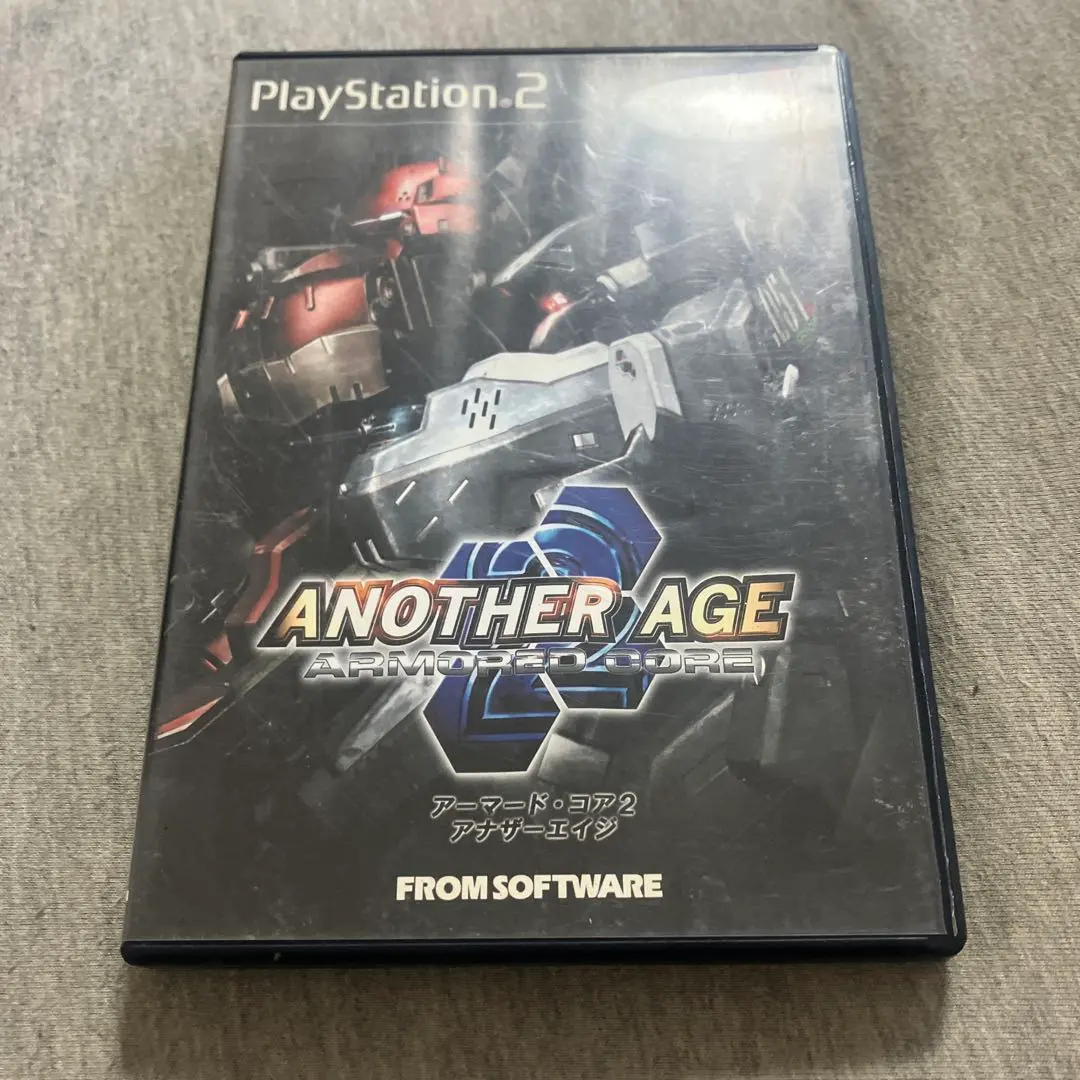 PlayStation®2
ANOTHER AGE
ARMORED CORE
2
アーマード・コア2
アナザーエイジ
FROM SOFTWARE